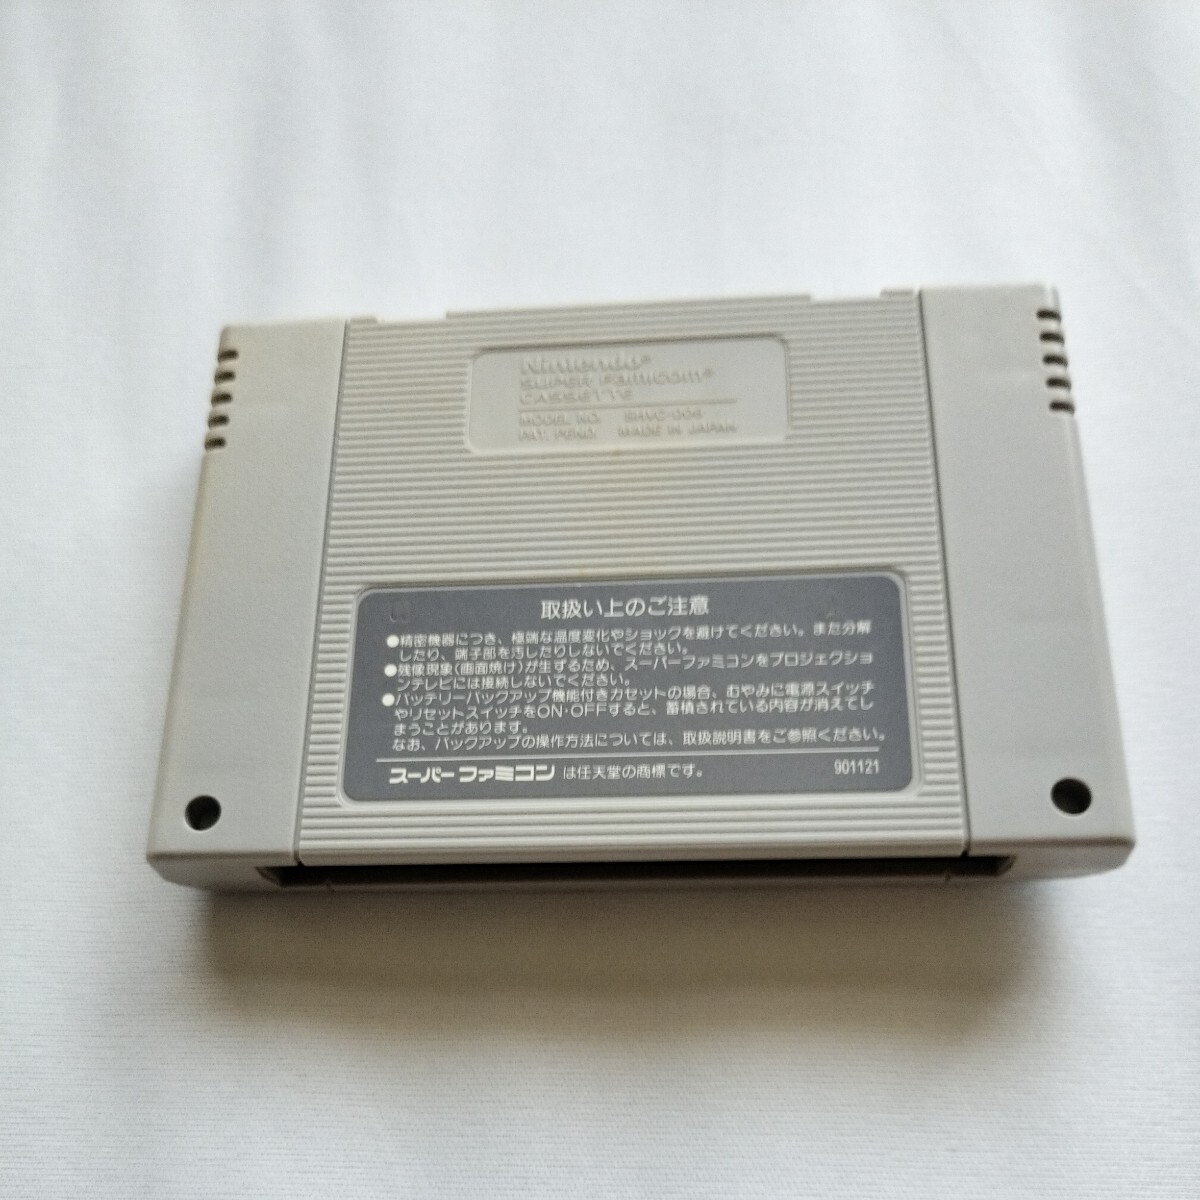 Nintendo®
SUPER Famicom®
CASSETTE
MODEL NO. SHVC-006
PAT. PEND. MADE IN JAPAN
取扱い上のご注意
●精密機器につき、極端な温度変化やショックを避けてください。また分解
したり、端子部を汚したりしないでください。
●残像現象(画面焼け)が生ずるため、スーパーファミコンをプロジェクショ
ンテレビには接続しないでください。
●バッテリーバックアップ機能付きカセットの場合、むやみに電源スイッチ
やリセットスイッチをON・OFFすると、蓄積されている内容が消えてし
まうことがあります。
なお、バックアップの操作方法については、取扱説明書をご参照ください。
スーパーファミコン は任天堂の商標です。 901121